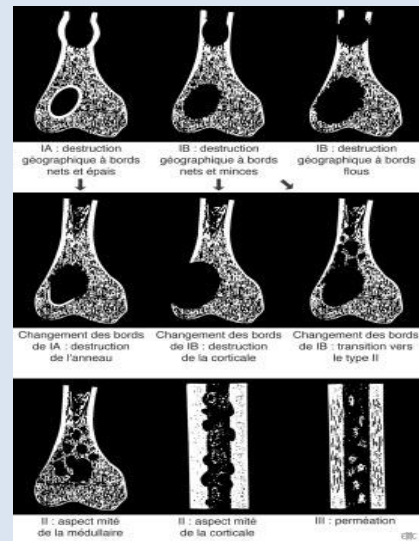 IA : destruction
géographique à bords
nets et épais
IB : destruction
géographique à bords
nets et minces
IB : destruction
géographique à bords
flous
Changement des bords
de IA : destruction
de l'anneau
Changement des bords
de IB : destruction
de la corticale
Changement des bords
de IB : transition vers
le type II
II : aspect mité
de la médullaire
II : aspect mité
de la corticale
III : perméation